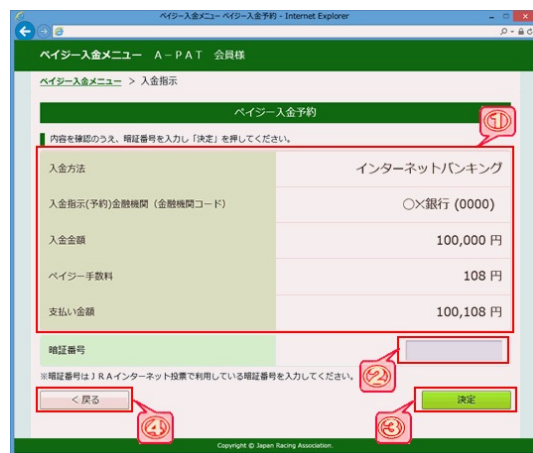 ペイジー入金メニュー ペイジー入金予約 - Internet Explorer
ペイジー入金メニュー A-PAT 会員様
ペイジー入金メニュー > 入金指示
ペイジー入金予約
①
内容を確認のうえ、暗証番号を入力し「決定」を押してください。
入金方法 インターネットバンキング
入金指示(予約)金融機関（金融機関コード） ○×銀行 (0000)
入金金額 100,000 円
ペイジー手数料 108 円
支払い金額 100,108 円
暗証番号
※暗証番号はJRAインターネット投票で利用している暗証番号を入力してください。
②
< 戻る 決定
④ ③
Copyright © Japan Racing Association.